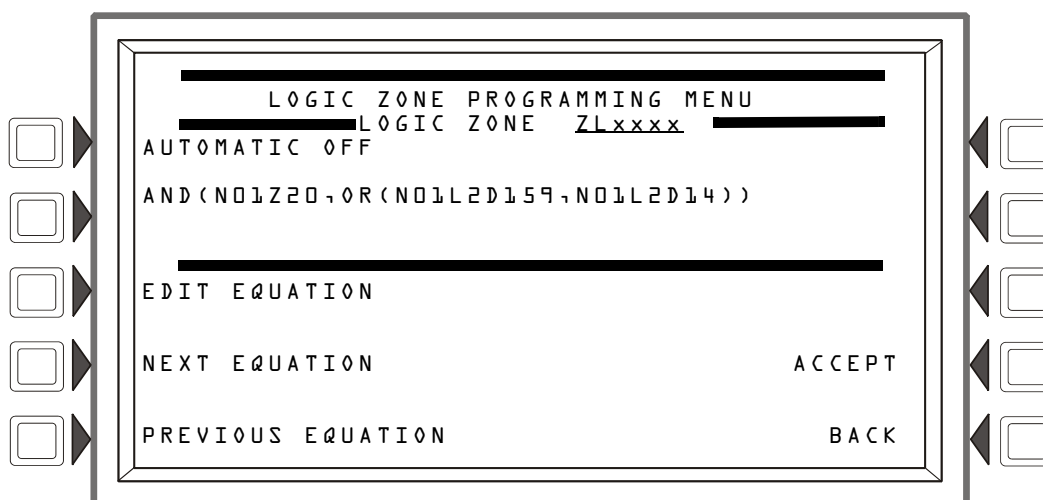 LOGIC ZONE PROGRAMMING MENU
LOGIC ZONE ZLxxxx
AUTOMATIC OFF
AND(N01Z20,OR(N01L2D159,N01L2D14))
EDIT EQUATION
NEXT EQUATION ACCEPT
PREVIOUS EQUATION BACK